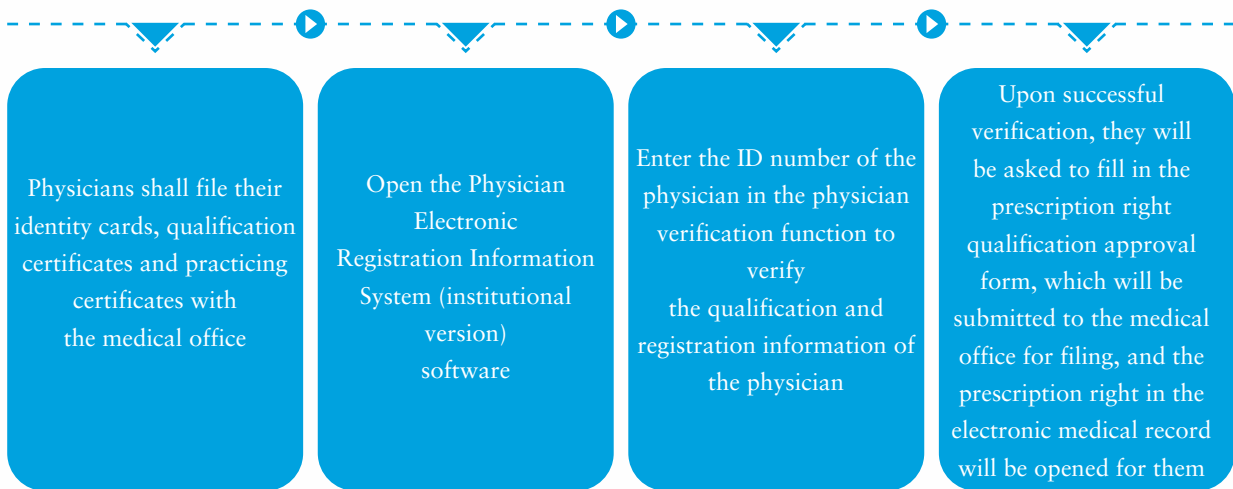 Physicians shall file their
identity cards, qualification
certificates and practicing
certificates with
the medical office
Open the Physician
Electronic
Registration Information
System (institutional
version)
software
Enter the ID number of the
physician in the physician
verification function to
verify
the qualification and
registration information of
the physician
Upon successful
verification, they will
be asked to fill in the
prescription right
qualification approval
form, which will be
submitted to the medical
office for filing, and the
prescription right in the
electronic medical record
will be opened for them